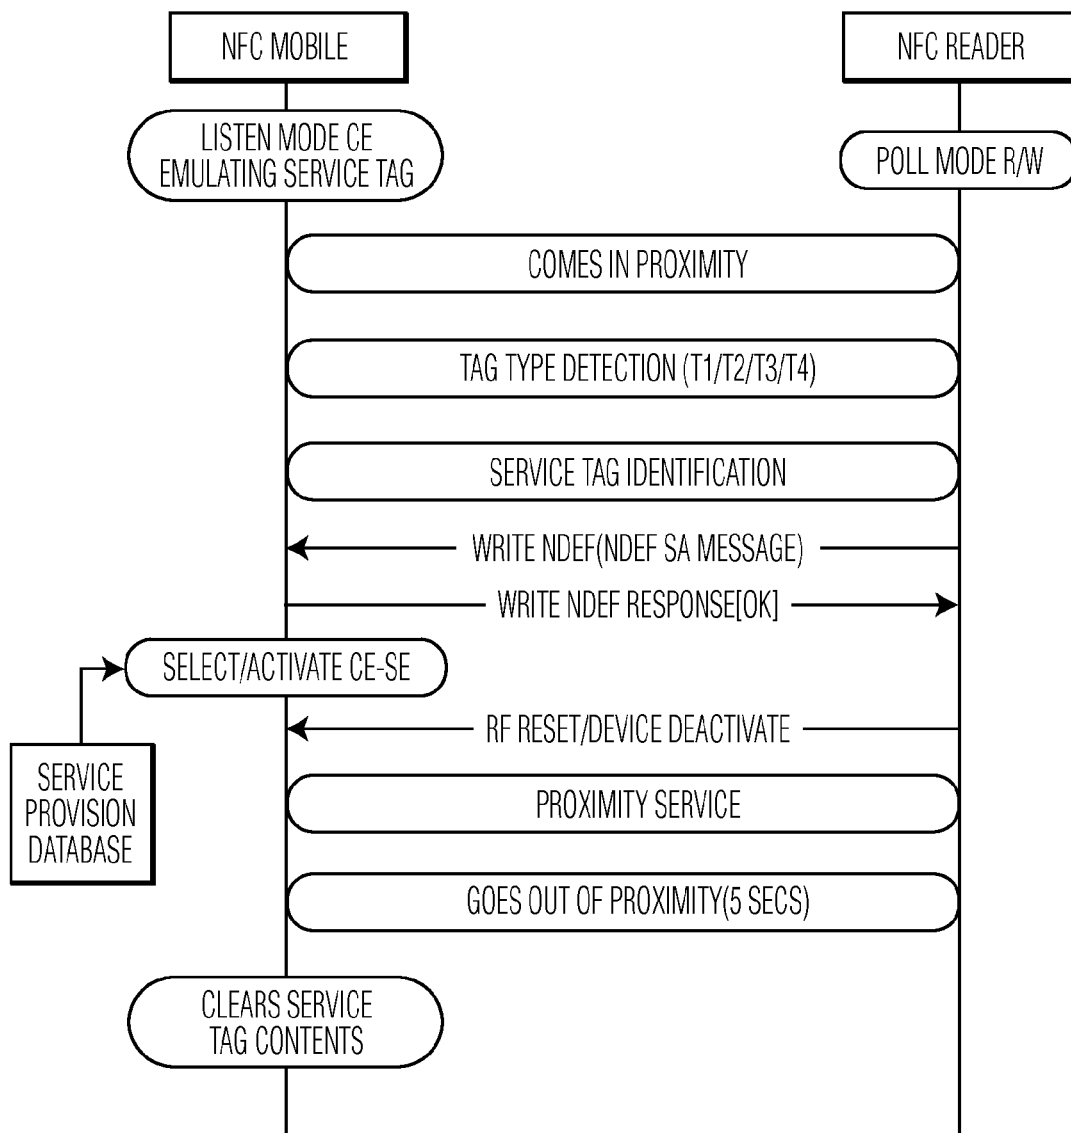 NFC MOBILE
NFC READER
LISTEN MODE CE
EMULATING SERVICE TAG
POLL MODE R/W
COMES IN PROXIMITY
TAG TYPE DETECTION (T1/T2/T3/T4)
SERVICE TAG IDENTIFICATION
WRITE NDEF(NDEF SA MESSAGE)
WRITE NDEF RESPONSE[OK]
SELECT/ACTIVATE CE-SE
RF RESET/DEVICE DEACTIVATE
SERVICE
PROVISION
DATABASE
PROXIMITY SERVICE
GOES OUT OF PROXIMITY(5 SECS)
CLEARS SERVICE
TAG CONTENTS